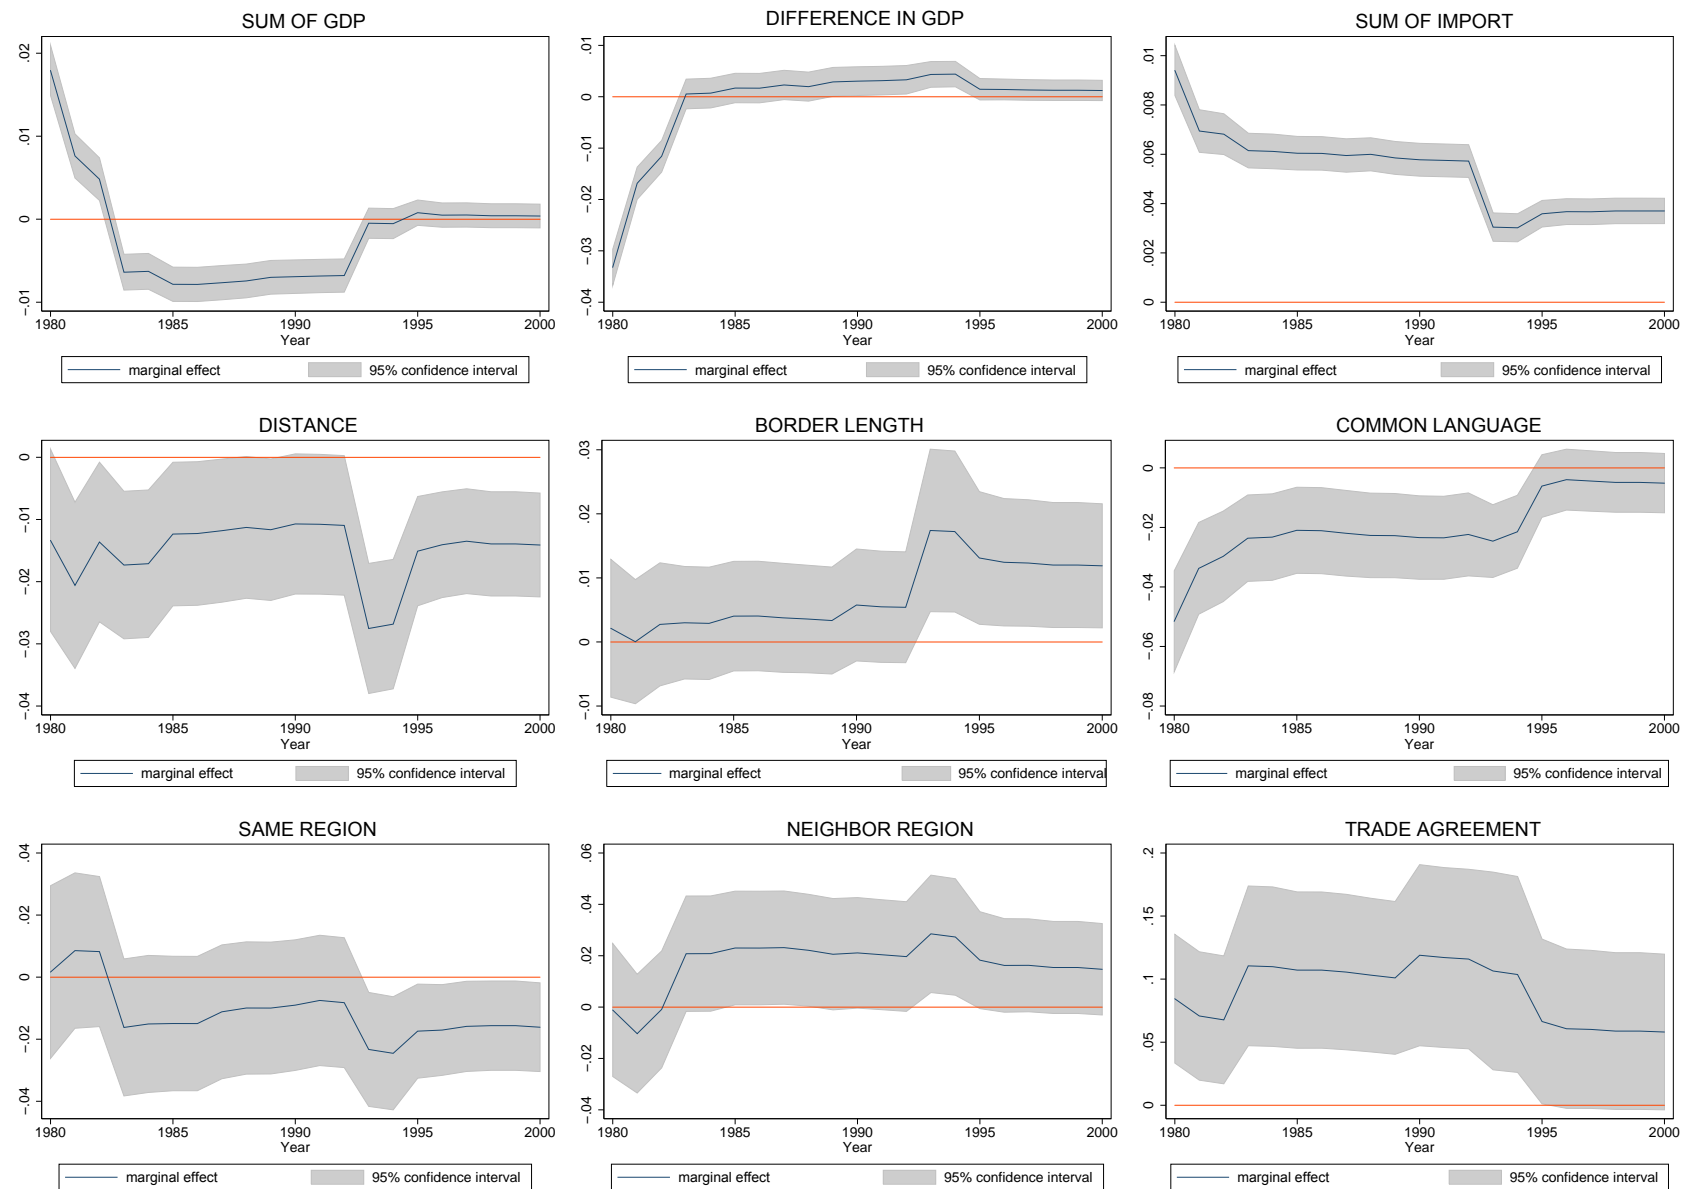 SUM OF GDP
.02
.01
0
-.01
1980 1985 1990 1995 2000
Year
marginal effect 95% confidence interval
DIFFERENCE IN GDP
.01
0
-.01
-.02
-.03
-.04
1980 1985 1990 1995 2000
Year
marginal effect 95% confidence interval
SUM OF IMPORT
.01
.008
.006
.004
.002
0
1980 1985 1990 1995 2000
Year
marginal effect 95% confidence interval
DISTANCE
0
-.01
-.02
-.03
-.04
1980 1985 1990 1995 2000
Year
marginal effect 95% confidence interval
BORDER LENGTH
.03
.02
.01
0
-.01
1980 1985 1990 1995 2000
Year
marginal effect 95% confidence interval
COMMON LANGUAGE
0
-.02
-.04
-.06
-.08
1980 1985 1990 1995 2000
Year
marginal effect 95% confidence interval
SAME REGION
.04
.02
0
-.02
-.04
1980 1985 1990 1995 2000
Year
marginal effect 95% confidence interval
NEIGHBOR REGION
.06
.04
.02
0
-.02
-.04
1980 1985 1990 1995 2000
Year
marginal effect 95% confidence interval
TRADE AGREEMENT
.2
.15
.1
.05
0
1980 1985 1990 1995 2000
Year
marginal effect 95% confidence interval